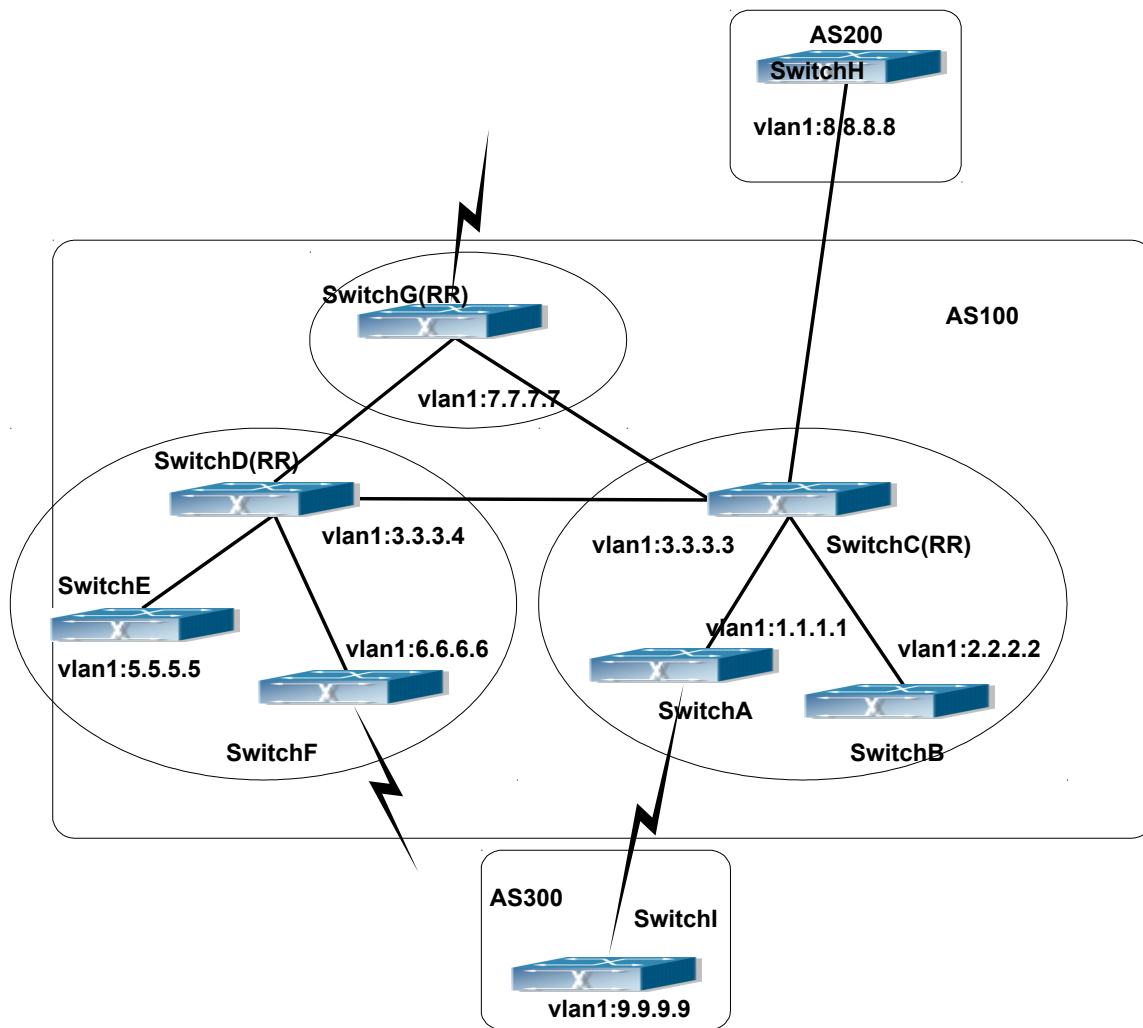 AS200
SwitchH
vlan1:8.8.8.8
SwitchG(RR)
AS100
vlan1:7.7.7.7
SwitchD(RR)
vlan1:3.3.3.4
vlan1:3.3.3.3
SwitchC(RR)
SwitchE
vlan1:5.5.5.5
vlan1:6.6.6.6
vlan1:1.1.1.1
vlan1:2.2.2.2
SwitchF
SwitchA
SwitchB
AS300
SwitchI
vlan1:9.9.9.9